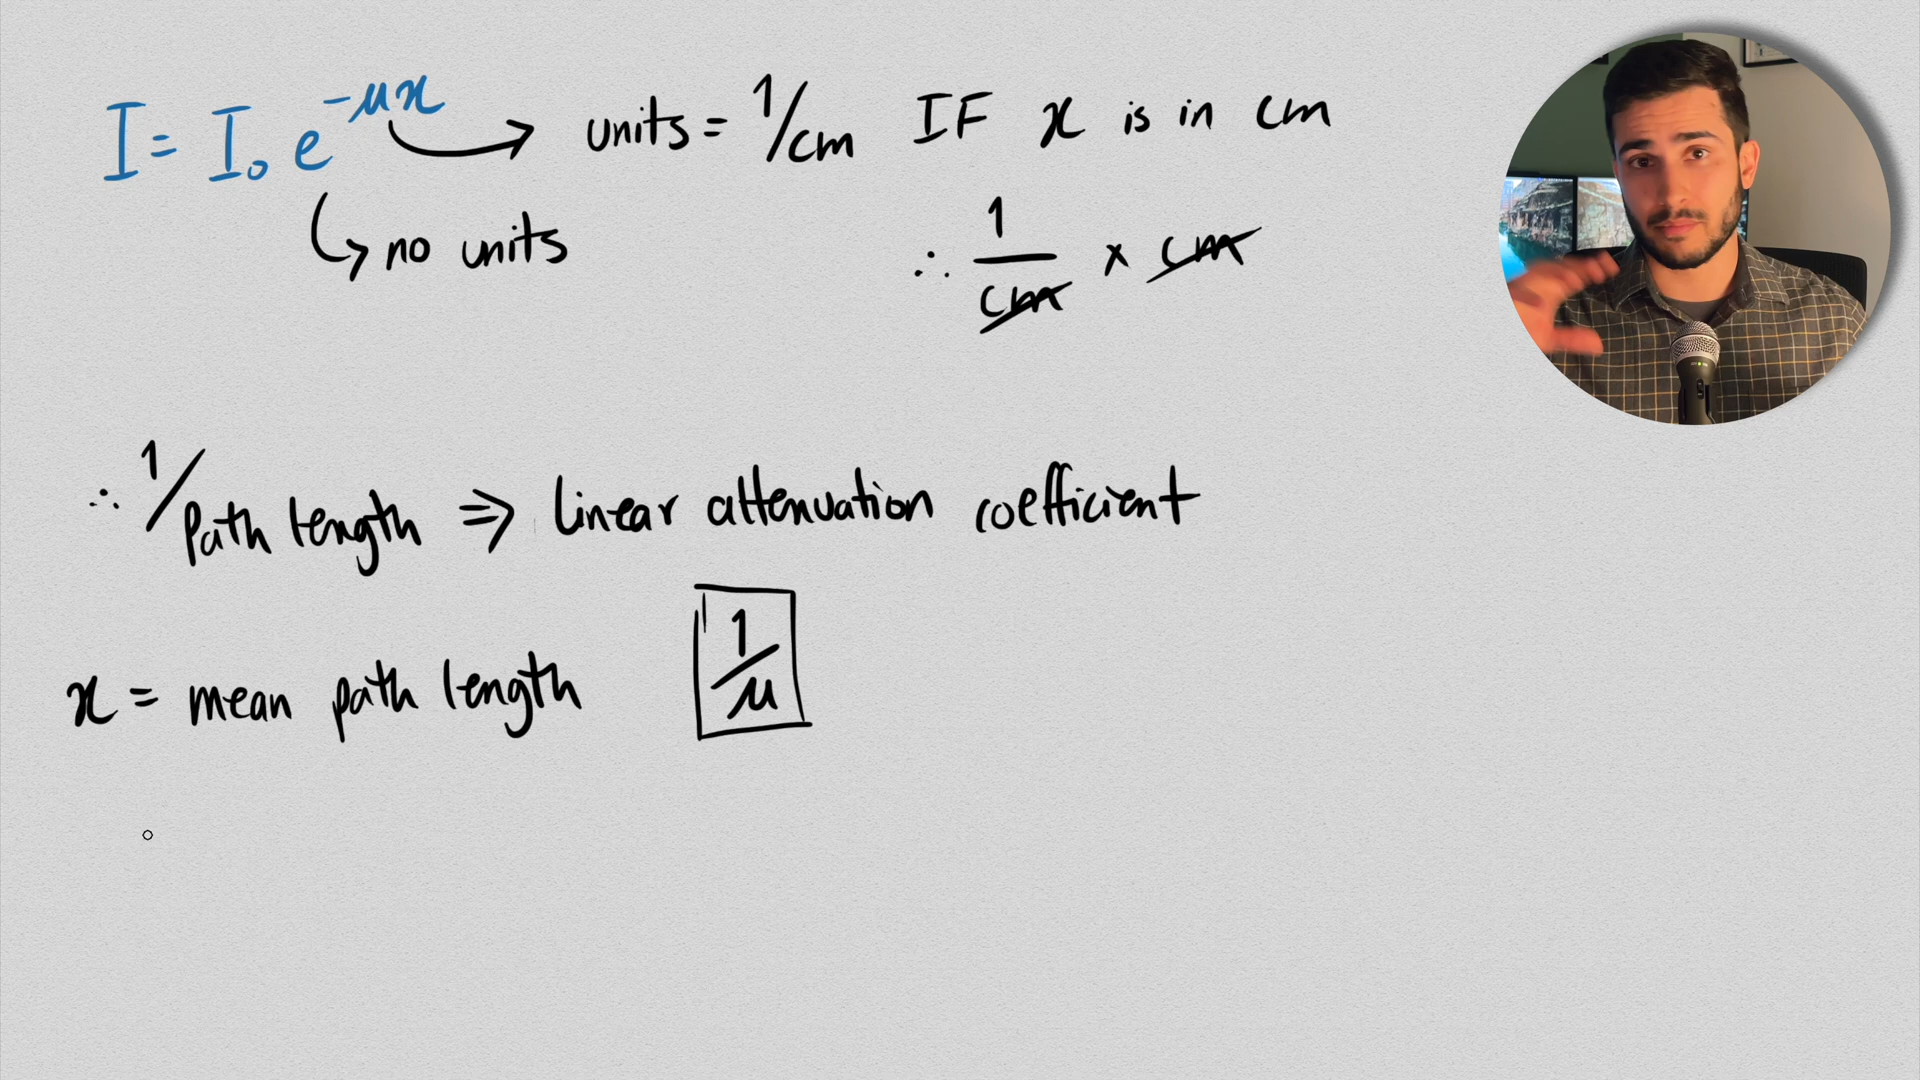 I = I₀ e^-μx → units = 1/cm IF x is in cm
↳ no units
∴ 1/cm × cm
∴ 1/Path length ⇒ linear attenuation coefficient
x = mean path length 1/μ